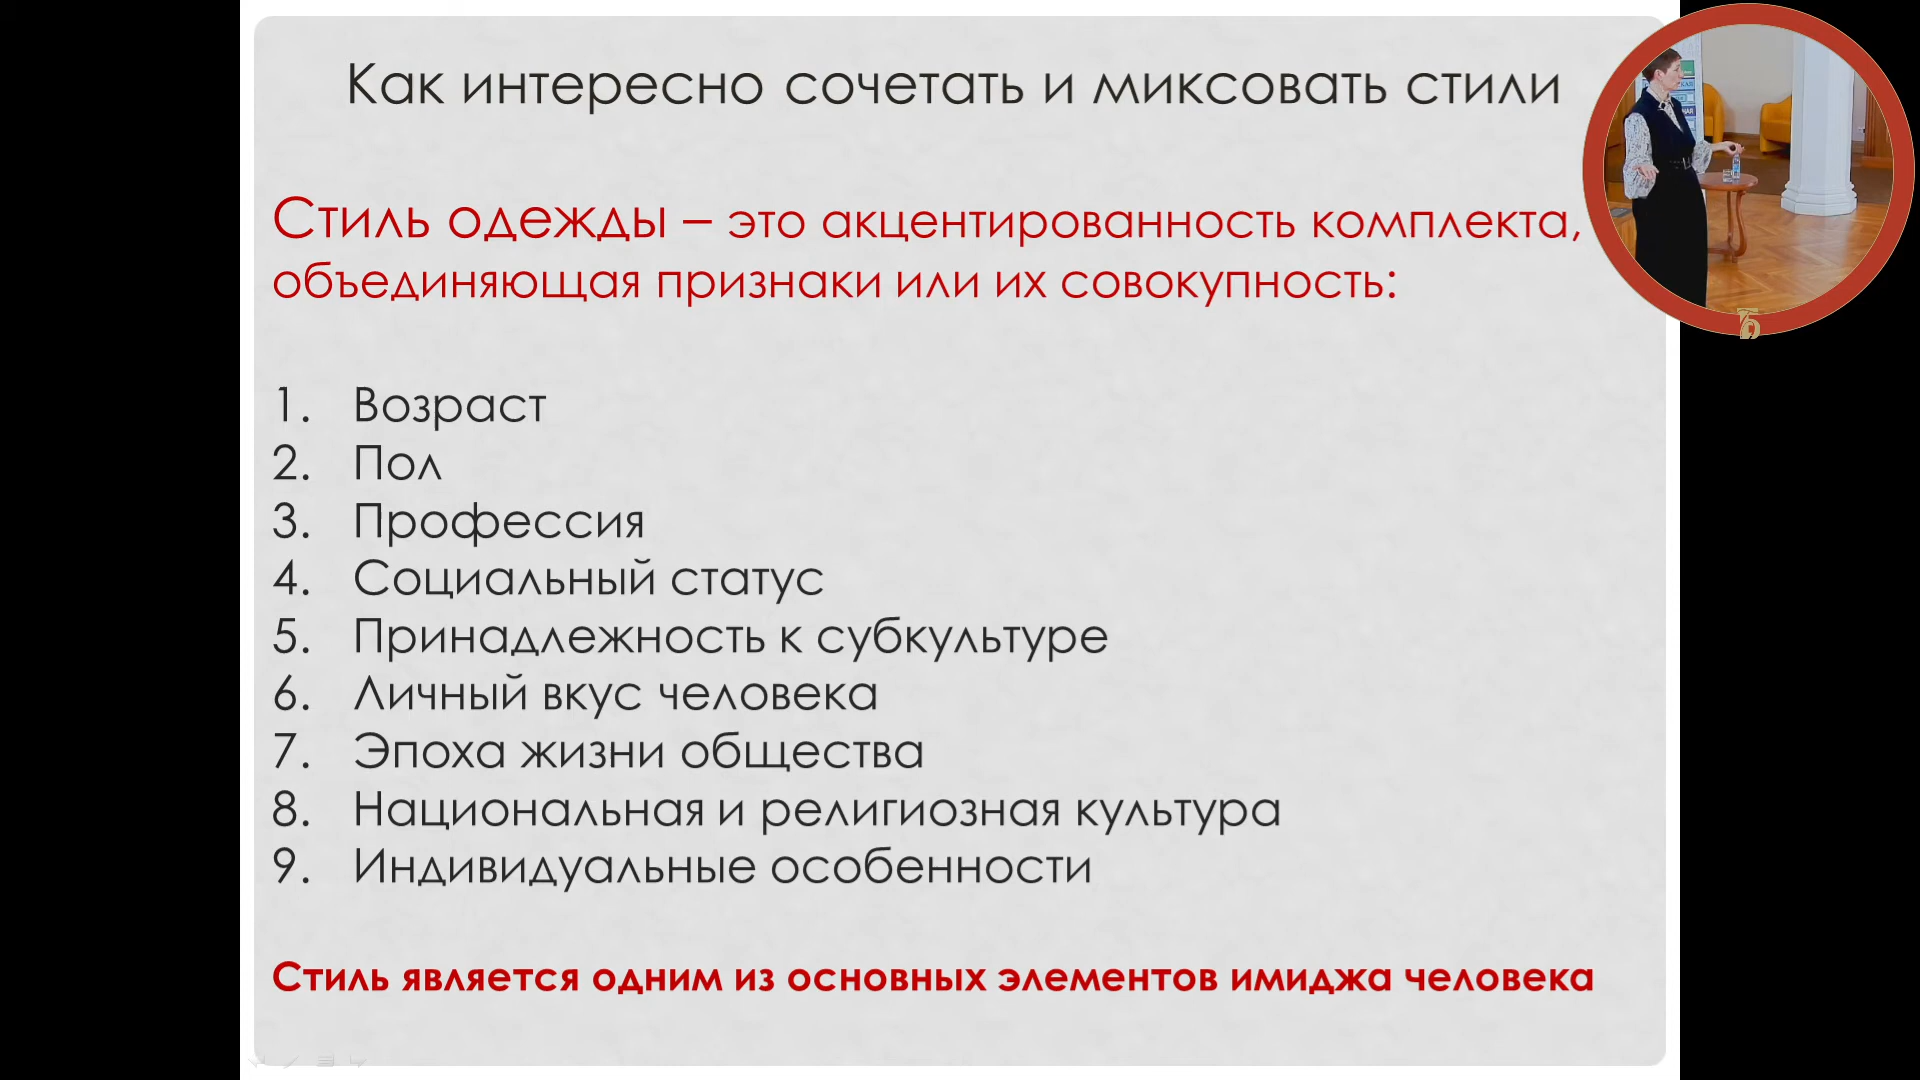 Как интересно сочетать и миксовать стили
Стиль одежды – это акцентированность комплекта,
объединяющая признаки или их совокупность:
1. Возраст
2. Пол
3. Профессия
4. Социальный статус
5. Принадлежность к субкультуре
6. Личный вкус человека
7. Эпоха жизни общества
8. Национальная и религиозная культура
9. Индивидуальные особенности
Стиль является одним из основных элементов имиджа человека